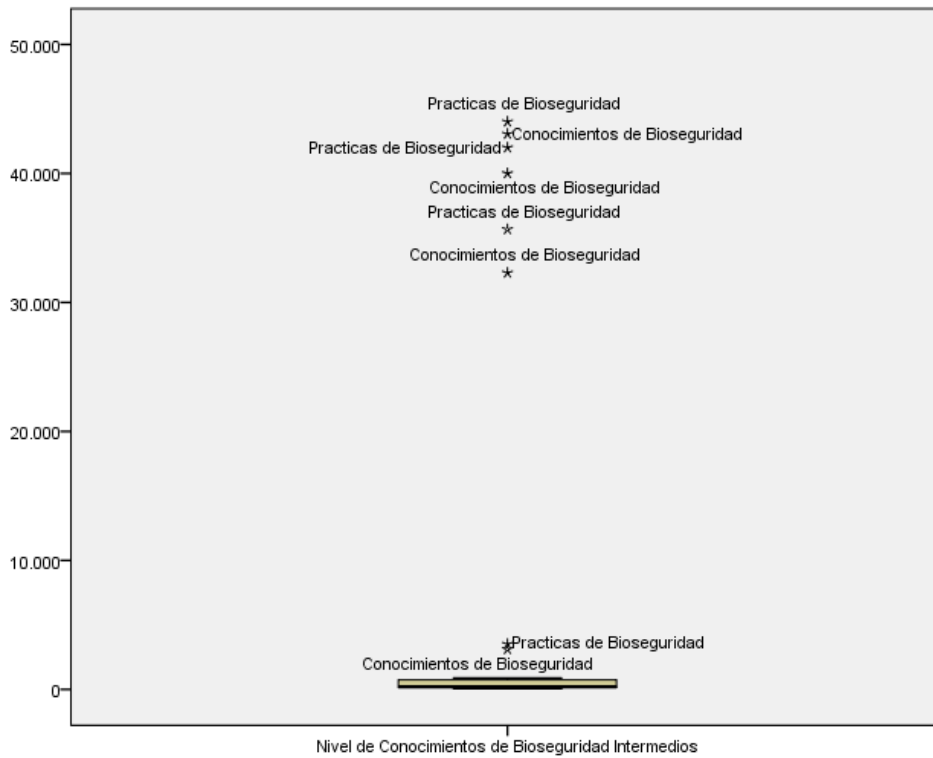 50.000
Practicas de Bioseguridad
Conocimientos de Bioseguridad
Practicas de Bioseguridad
40.000
Conocimientos de Bioseguridad
Practicas de Bioseguridad
Conocimientos de Bioseguridad
30.000
20.000
10.000
Practicas de Bioseguridad
Conocimientos de Bioseguridad
0
Nivel de Conocimientos de Bioseguridad Intermedios